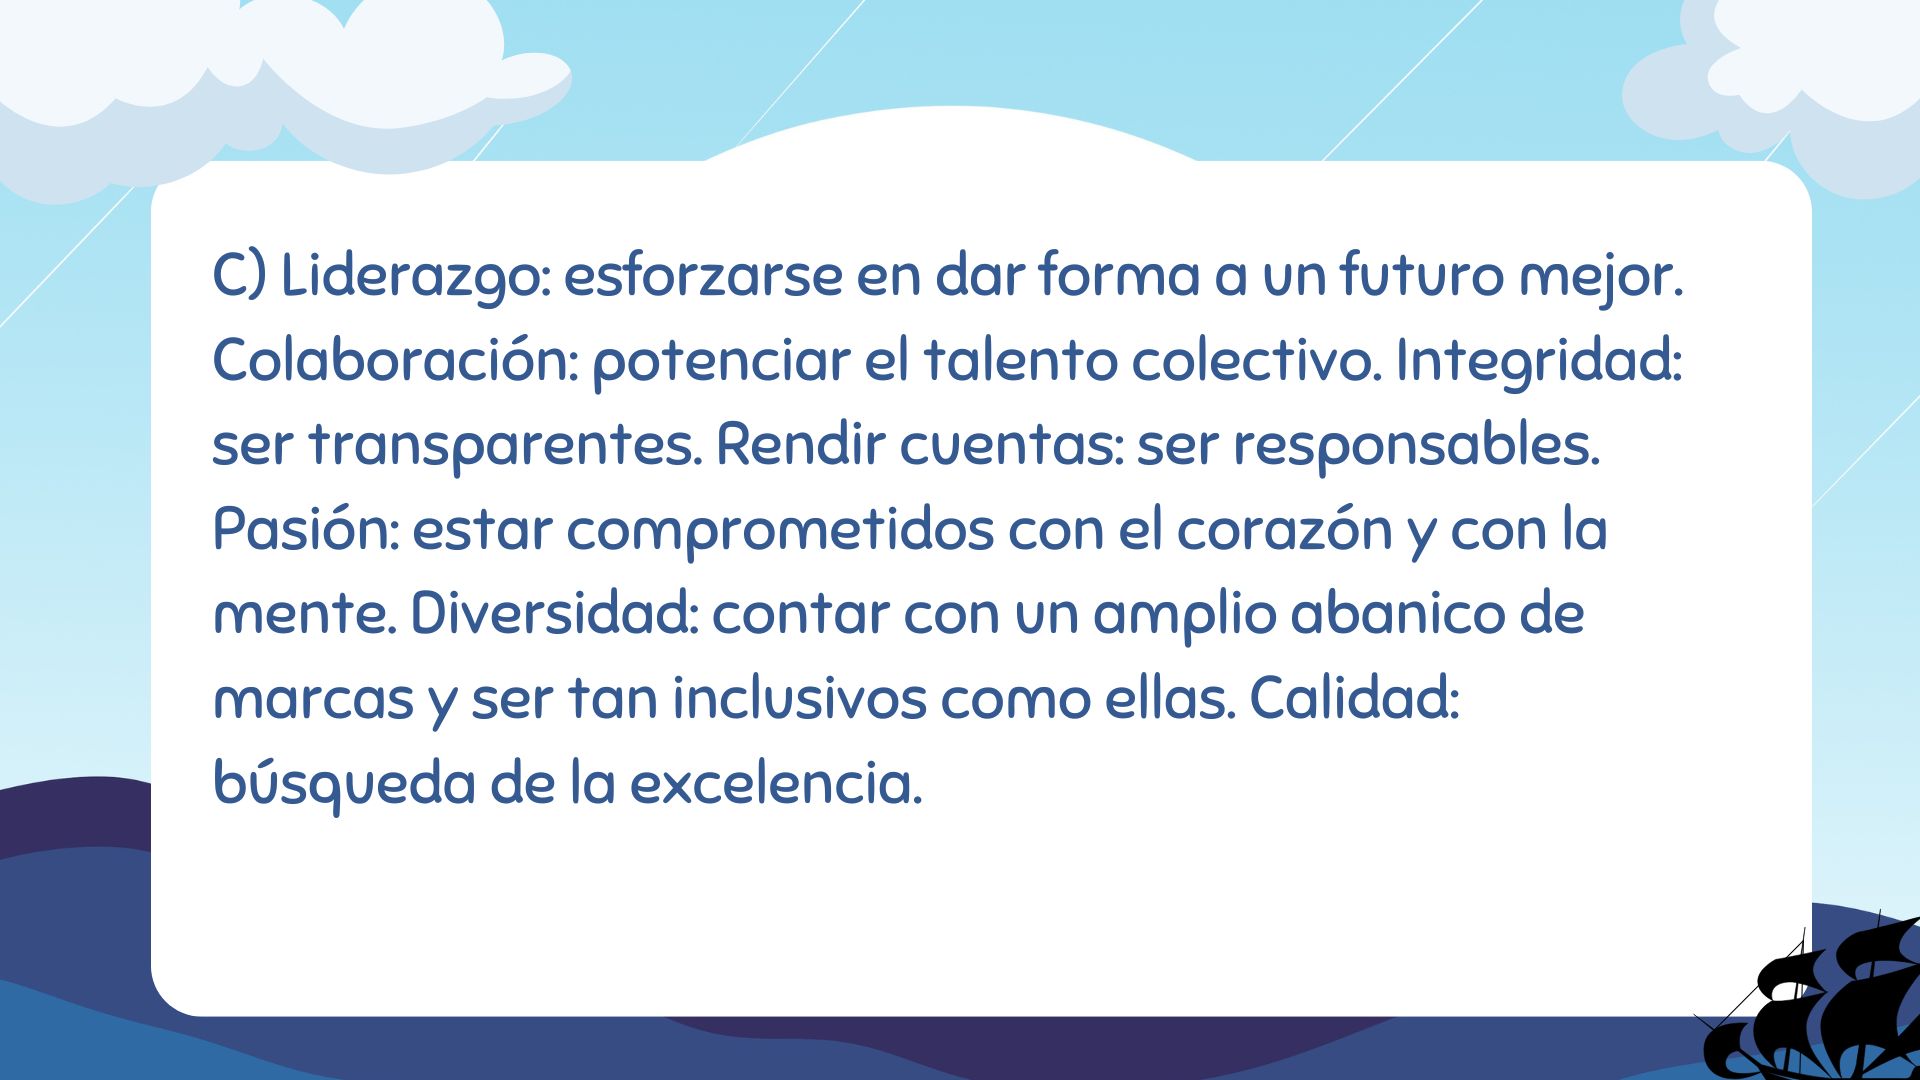 C) Liderazgo: esforzarse en dar forma a un futuro mejor.
Colaboración: potenciar el talento colectivo. Integridad:
ser transparentes. Rendir cuentas: ser responsables.
Pasión: estar comprometidos con el corazón y con la
mente. Diversidad: contar con un amplio abanico de
marcas y ser tan inclusivos como ellas. Calidad:
búsqueda de la excelencia.